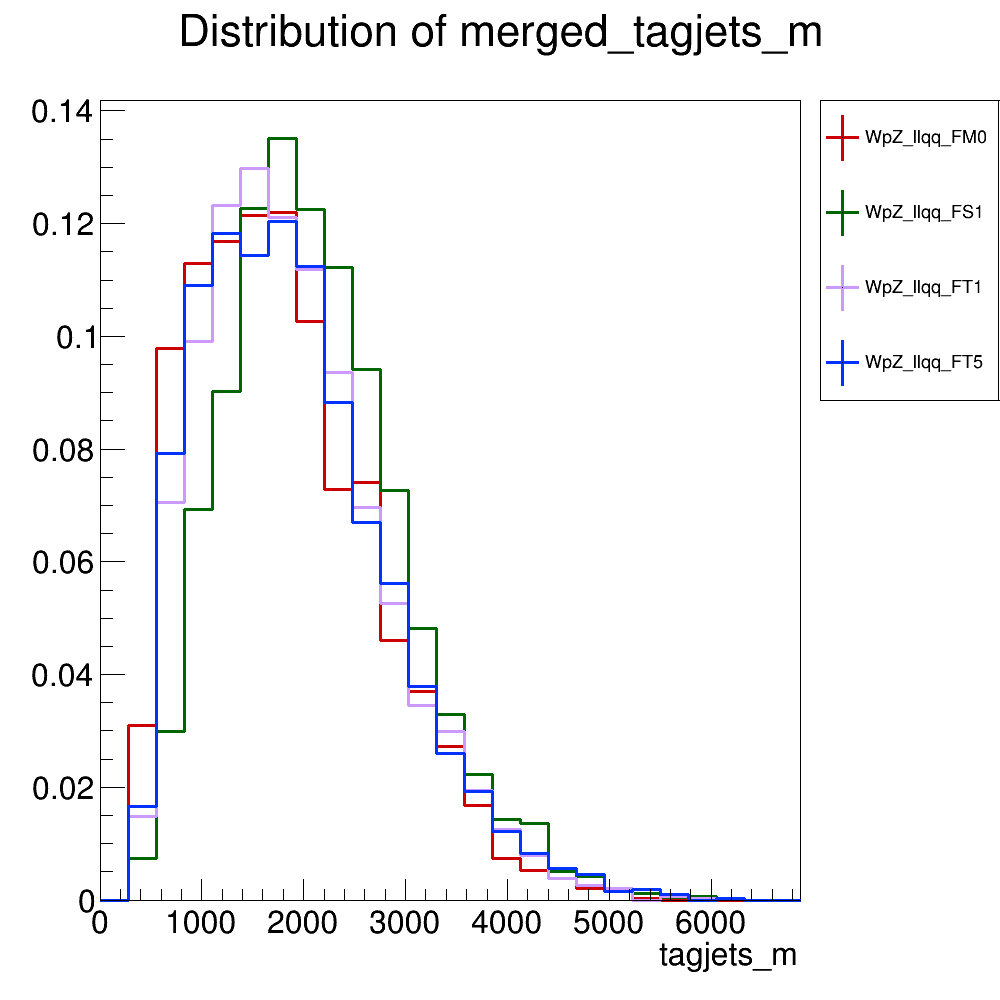 Distribution of merged_tagjets_m
0.14
0.12
0.1
0.08
0.06
0.04
0.02
0
0 1000 2000 3000 4000 5000 6000
tagjets_m
WpZ_llqq_FM0
WpZ_llqq_FS1
WpZ_llqq_FT1
WpZ_llqq_FT5